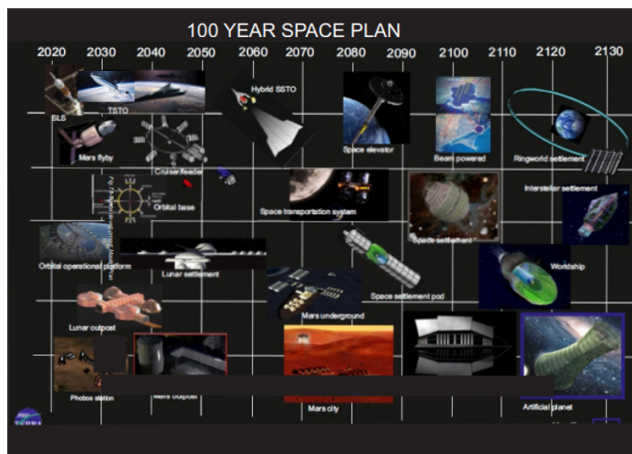 100 YEAR SPACE PLAN
2020 2030 2040 2050 2060 2070 2080 2090 2100 2110 2120 2130
Hybrid SSTO
TSTO
SLS
Space elevator
Beam powered
Ringworld settlement
Mars flyby
Cruiser/feeder
Interstellar settlement
Orbital base
Space transportation system
Space settlement
Orbital operational platform
Lunar settlement
Worldship
Space settlement pod
Mars underground
Lunar outpost
Phobos station
Mars outpost
Mars city
Artificial planet